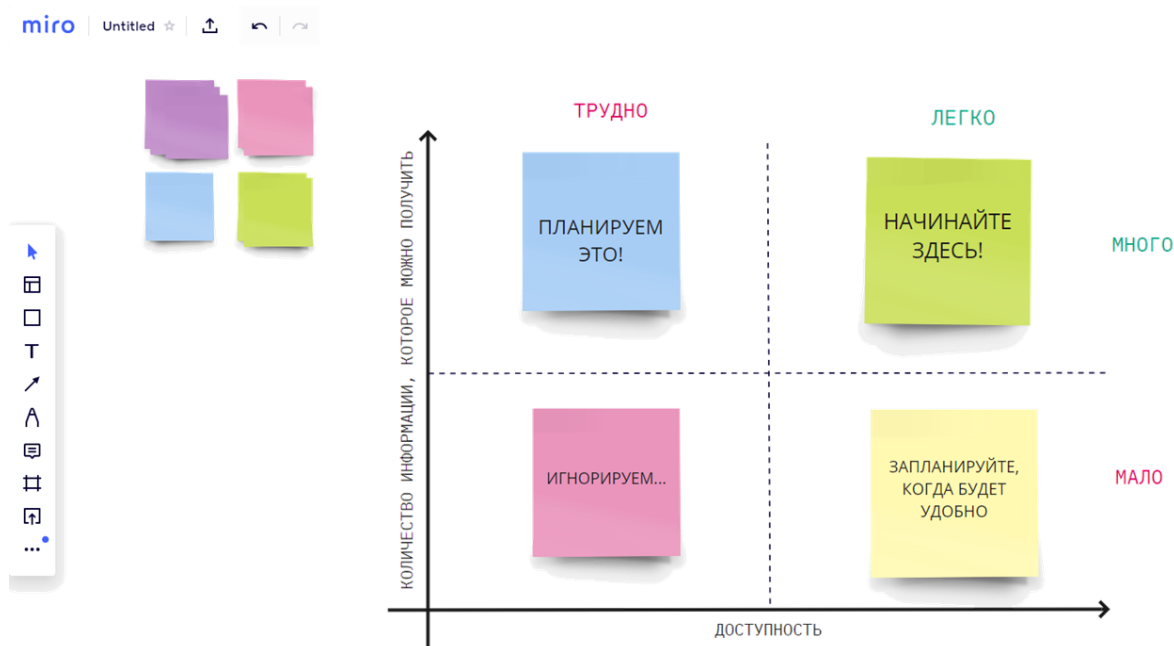 miro
Untitled
ТРУДНО
ЛЕГКО
КОЛИЧЕСТВО ИНФОРМАЦИИ, КОТОРОЕ МОЖНО ПОЛУЧИТЬ
ПЛАНИРУЕМ
ЭТО!
НАЧИНАЙТЕ
ЗДЕСЬ!
МНОГО
ИГНОРИРУЕМ...
ЗАПЛАНИРУЙТЕ,
КОГДА БУДЕТ
УДОБНО
МАЛО
ДОСТУПНОСТЬ